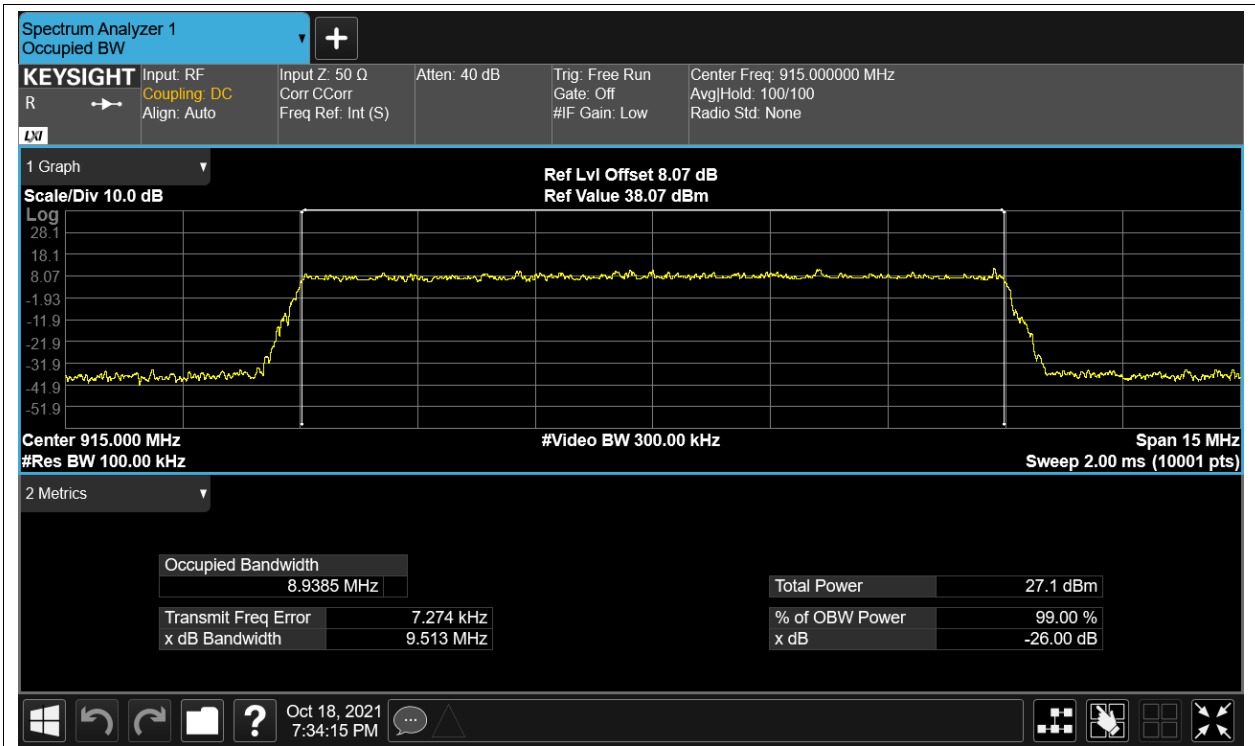 Spectrum Analyzer 1
Occupied BW
KEYSIGHT
R
LXI
Input: RF
Coupling: DC
Align: Auto
Input Z: 50 Ω
Corr CCorr
Freq Ref: Int (S)
Atten: 40 dB
Trig: Free Run
Gate: Off
#IF Gain: Low
Center Freq: 915.000000 MHz
Avg|Hold: 100/100
Radio Std: None
1 Graph
Scale/Div 10.0 dB
Ref Lvl Offset 8.07 dB
Ref Value 38.07 dBm
Log
28.1
18.1
8.07
-1.93
-11.9
-21.9
-31.9
-41.9
-51.9
Center 915.000 MHz
#Res BW 100.00 kHz
#Video BW 300.00 kHz
Span 15 MHz
Sweep 2.00 ms (10001 pts)
2 Metrics
Occupied Bandwidth
8.9385 MHz
Transmit Freq Error 7.274 kHz
x dB Bandwidth 9.513 MHz
Total Power 27.1 dBm
% of OBW Power 99.00 %
x dB -26.00 dB
?
Oct 18, 2021
7:34:15 PM